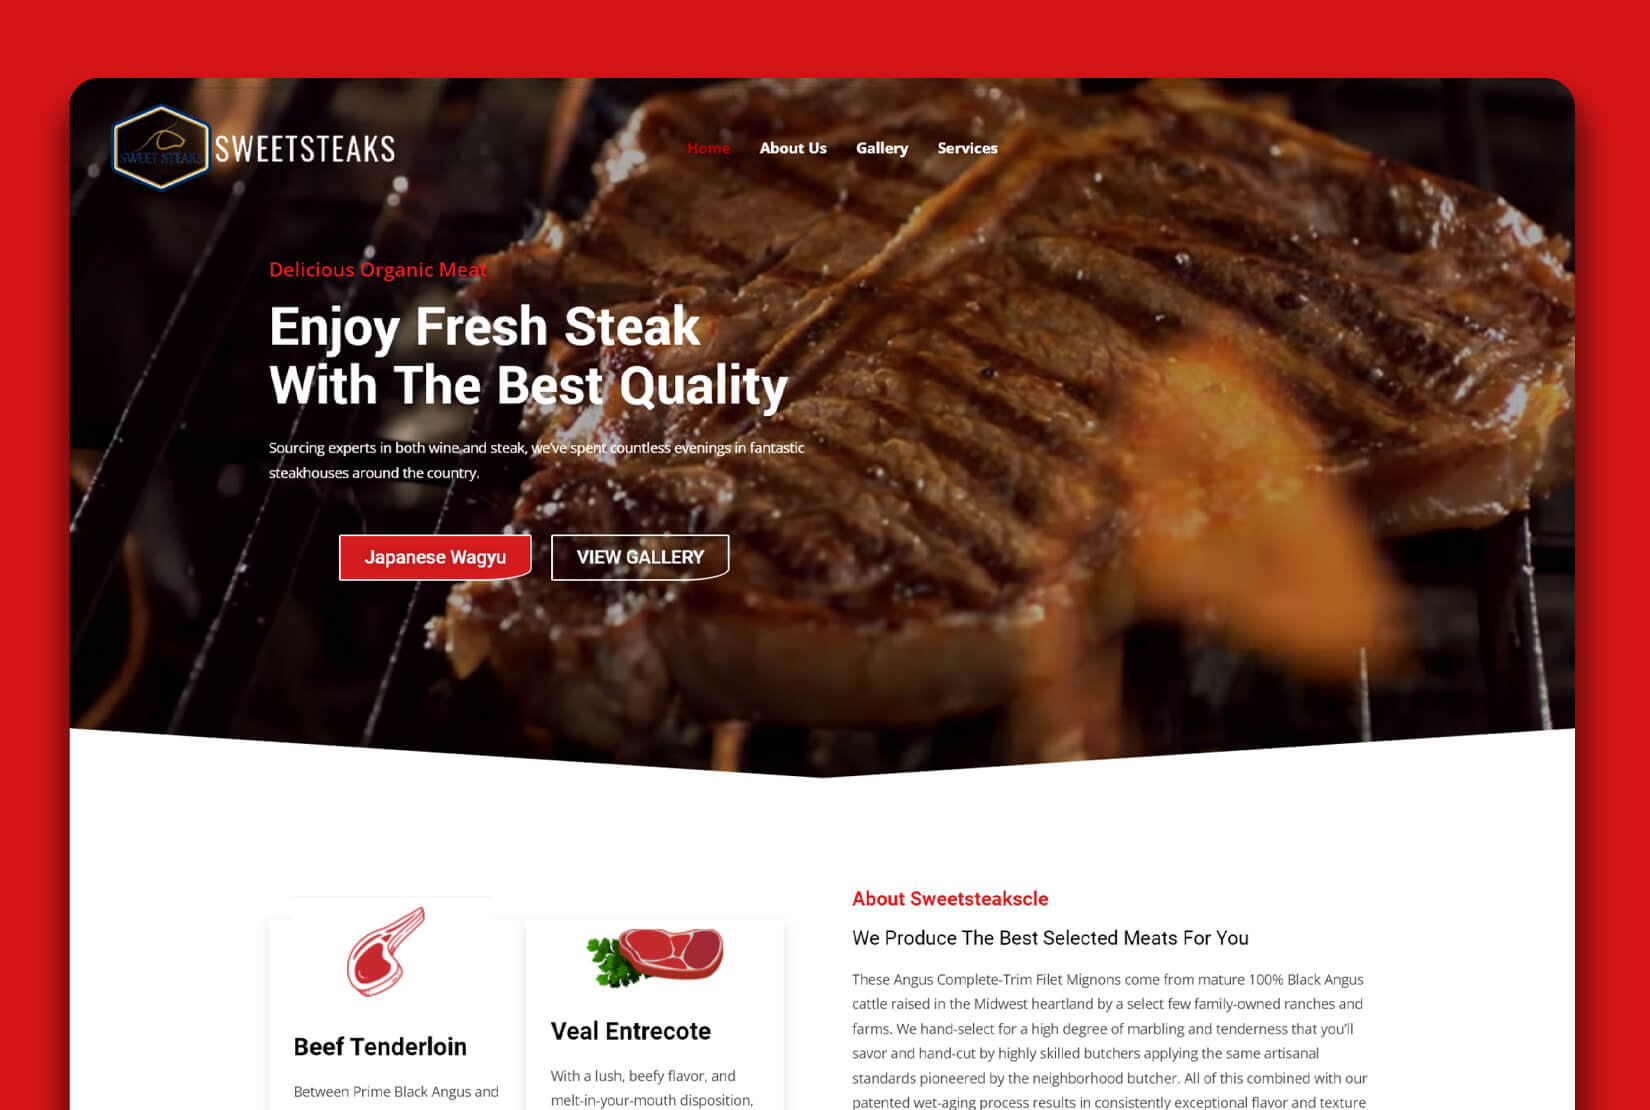 SWEET STEAKS
SWEETSTEAKS
Home
About Us
Gallery
Services
Delicious Organic Meat
Enjoy Fresh Steak
With The Best Quality
Sourcing experts in both wine and steak, we've spent countless evenings in fantastic
steakhouses around the country.
Japanese Wagyu
VIEW GALLERY
Beef Tenderloin
Between Prime Black Angus and
Veal Entrecote
With a lush, beefy flavor, and
melt-in-your-mouth disposition,
About Sweetsteakscle
We Produce The Best Selected Meats For You
These Angus Complete-Trim Filet Mignons come from mature 100% Black Angus
cattle raised in the Midwest heartland by a select few family-owned ranches and
farms. We hand-select for a high degree of marbling and tenderness that you'll
savor and hand-cut by highly skilled butchers applying the same artisanal
standards pioneered by the neighborhood butcher. All of this combined with our
patented wet-aging process results in consistently exceptional flavor and texture